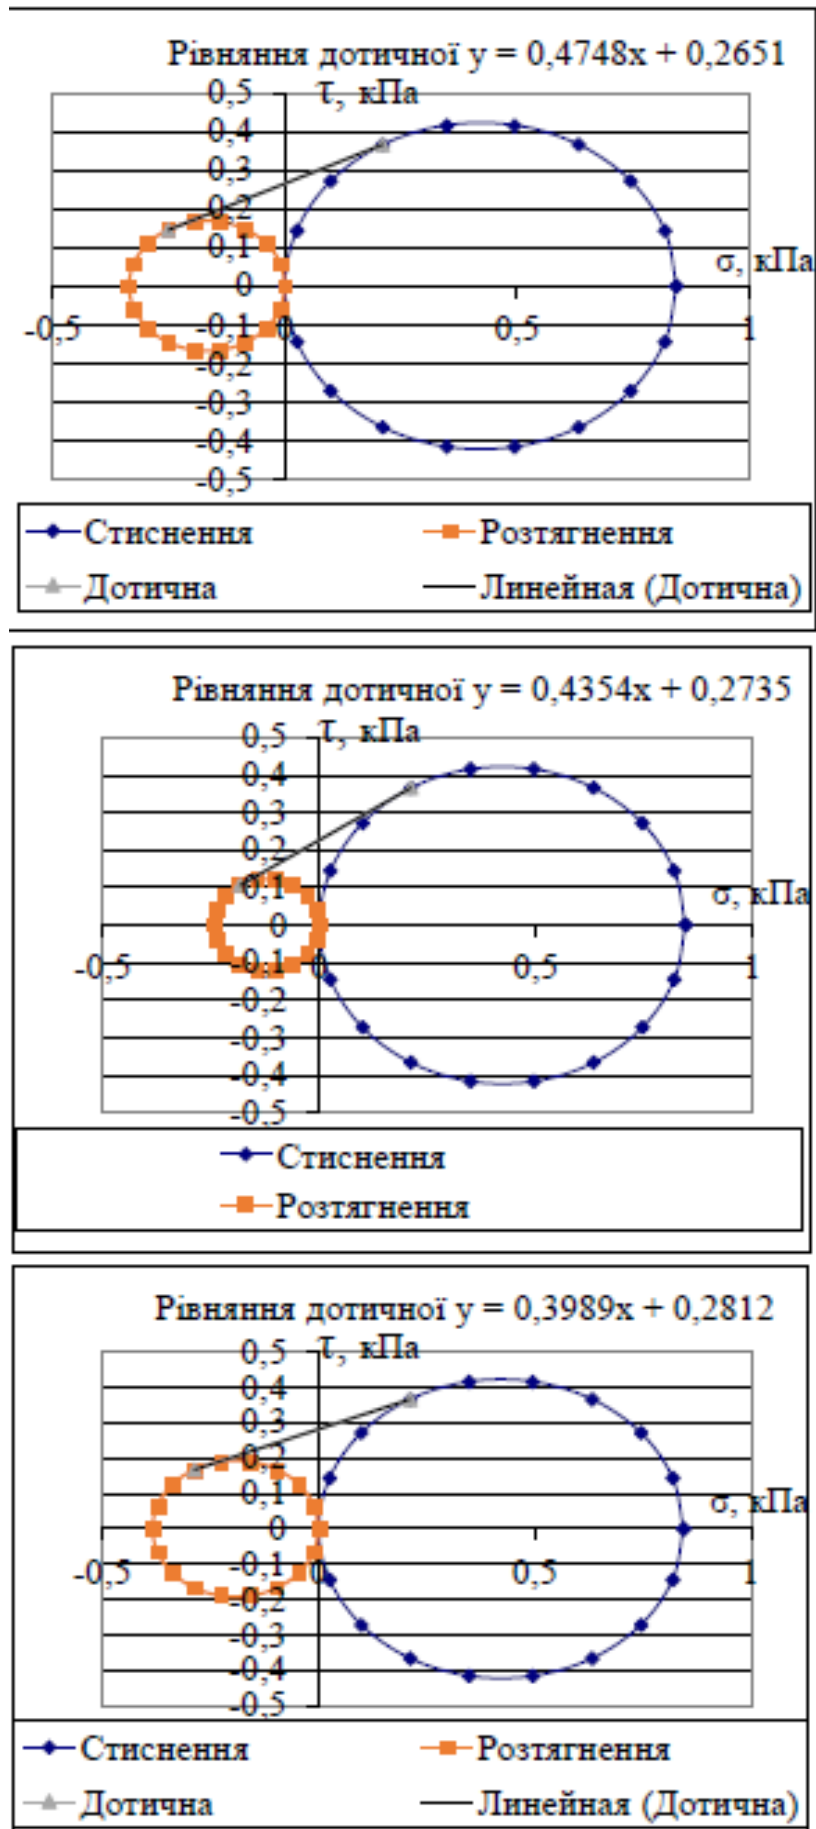 Рівняння дотичної y = 0,4748x + 0,2651
τ, кПа
0,5
0,4
0,3
0,2
0,1
0
-0,1
-0,2
-0,3
-0,4
-0,5
σ, кПа
-0,5 0 0,5 1
Стиснення Розтягнення
Дотична Линейная (Дотична)
Рівняння дотичної y = 0,4354x + 0,2735
τ, кПа
0,5
0,4
0,3
0,2
0,1
0
-0,1
-0,2
-0,3
-0,4
-0,5
σ, кПа
-0,5 0 0,5 1
Стиснення
Розтягнення
Рівняння дотичної y = 0,3989x + 0,2812
τ, кПа
0,5
0,4
0,3
0,2
0,1
0
-0,1
-0,2
-0,3
-0,4
-0,5
σ, кПа
-0,5 0 0,5 1
Стиснення Розтягнення
Дотична Линейная (Дотична)